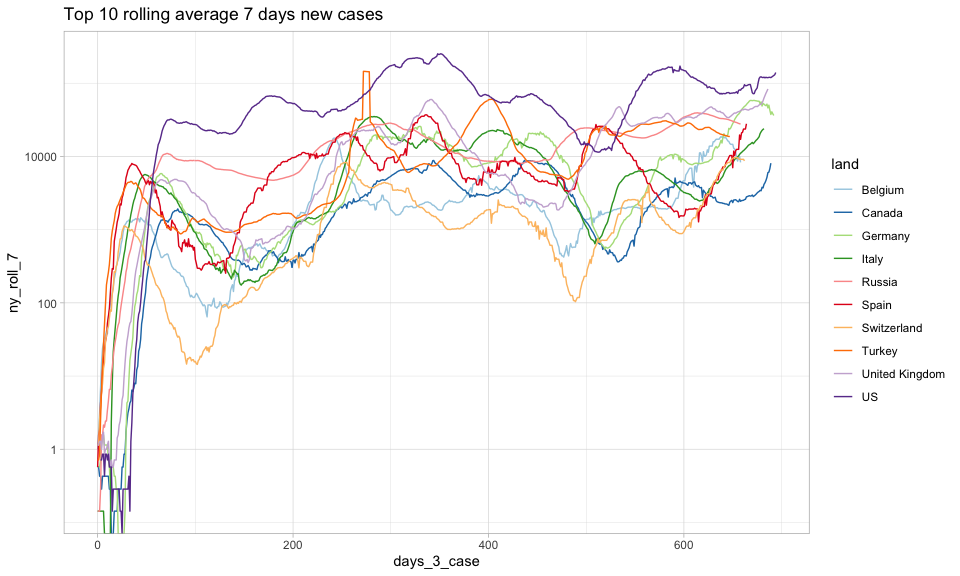 Top 10 rolling average 7 days new cases
ny_roll_7
10000
100
1
0
200
400
600
days_3_case
land
Belgium
Canada
Germany
Italy
Russia
Spain
Switzerland
Turkey
United Kingdom
US